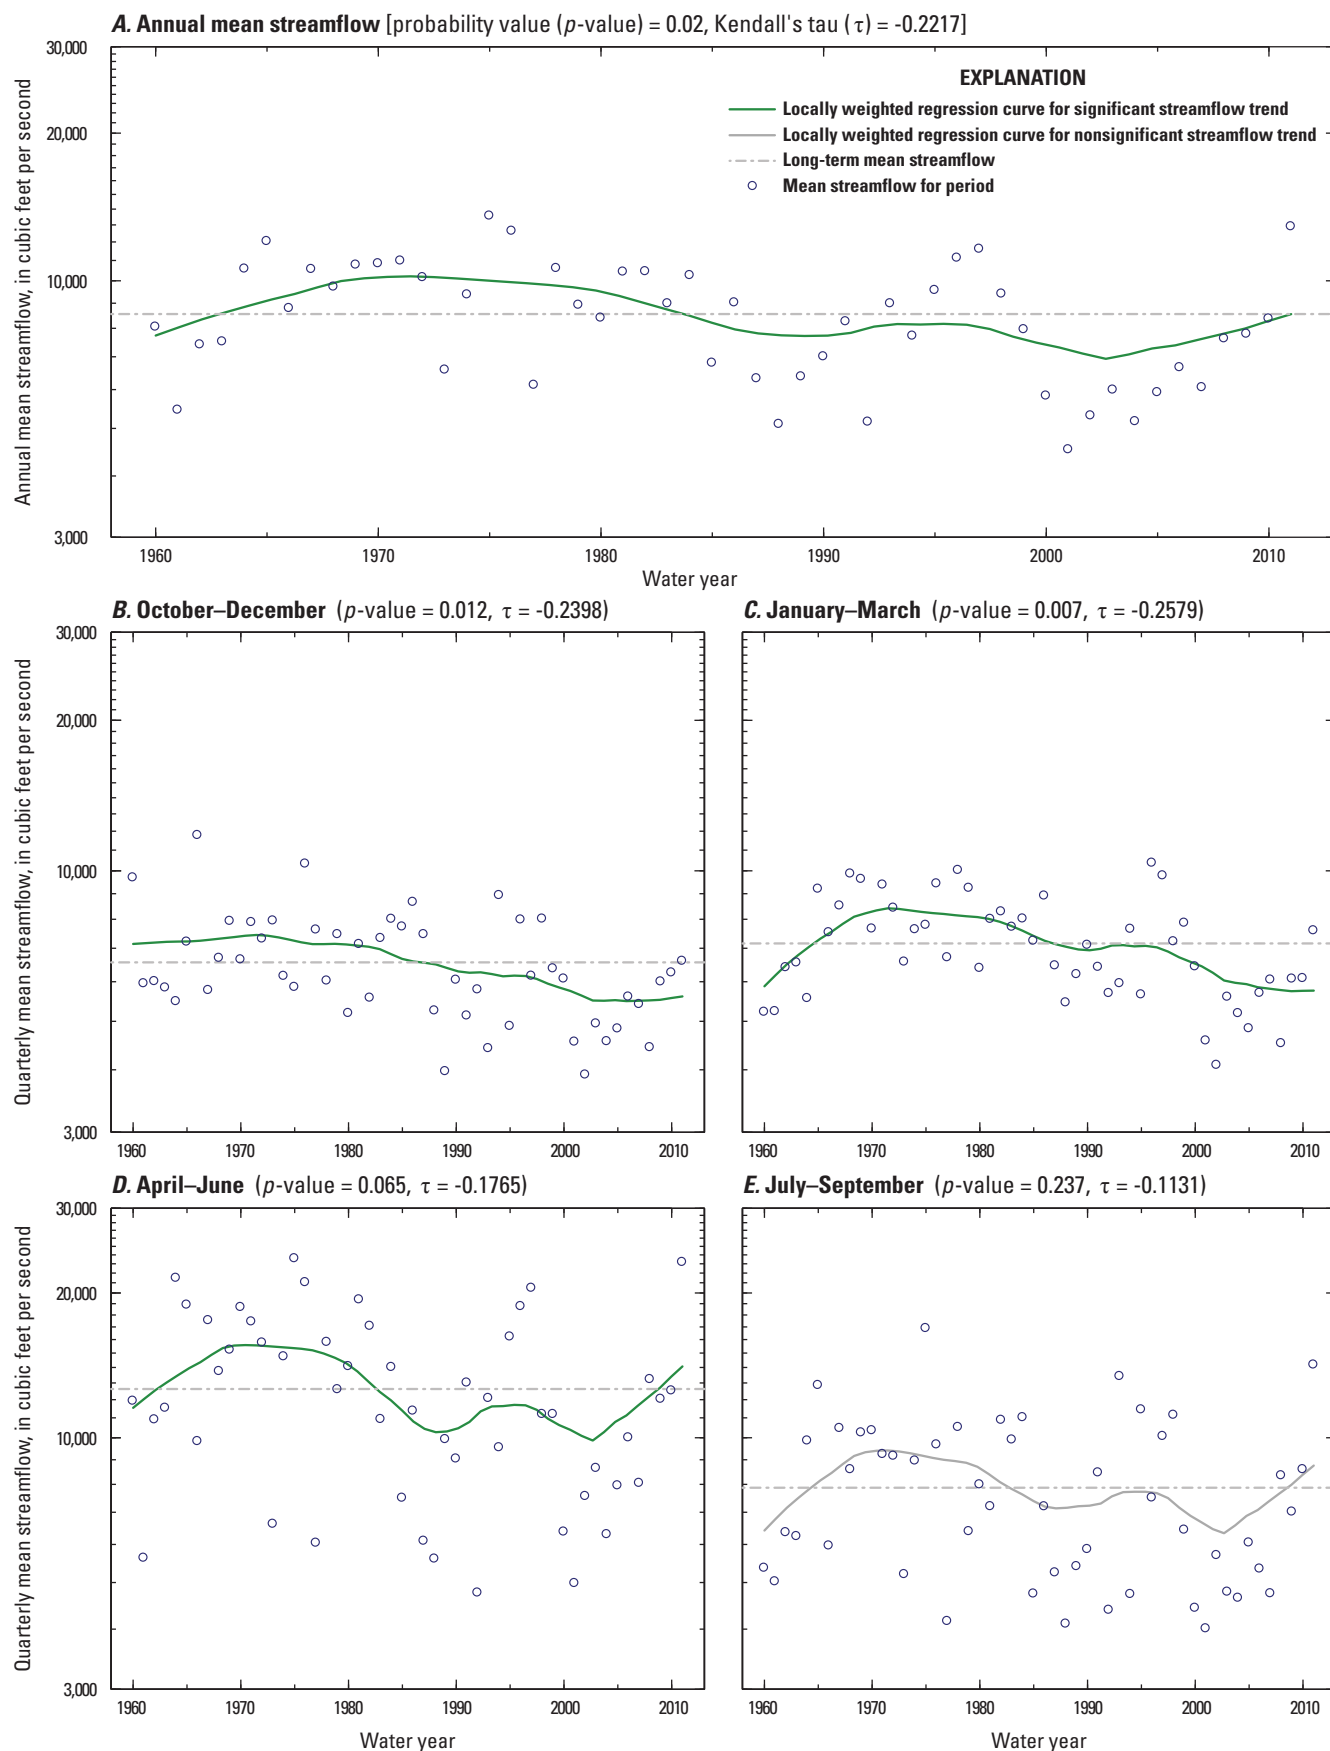 A. Annual mean streamflow [probability value (p-value) = 0.02, Kendall's tau (τ) = -0.2217]
30,000
20,000
10,000
3,000
Annual mean streamflow, in cubic feet per second
EXPLANATION
Locally weighted regression curve for significant streamflow trend
Locally weighted regression curve for nonsignificant streamflow trend
Long-term mean streamflow
Mean streamflow for period
1960 1970 1980 1990 2000 2010
Water year
B. October–December (p-value = 0.012, τ = -0.2398)
C. January–March (p-value = 0.007, τ = -0.2579)
30,000
20,000
10,000
3,000
Quarterly mean streamflow, in cubic feet per second
1960 1970 1980 1990 2000 2010
1960 1970 1980 1990 2000 2010
D. April–June (p-value = 0.065, τ = -0.1765)
E. July–September (p-value = 0.237, τ = -0.1131)
30,000
20,000
10,000
3,000
Quarterly mean streamflow, in cubic feet per second
1960 1970 1980 1990 2000 2010
1960 1970 1980 1990 2000 2010
Water year
Water year